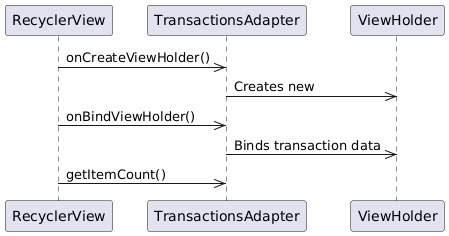 RecyclerView TransactionsAdapter ViewHolder
onCreateViewHolder()
Creates new
onBindViewHolder()
Binds transaction data
getItemCount()
RecyclerView TransactionsAdapter ViewHolder